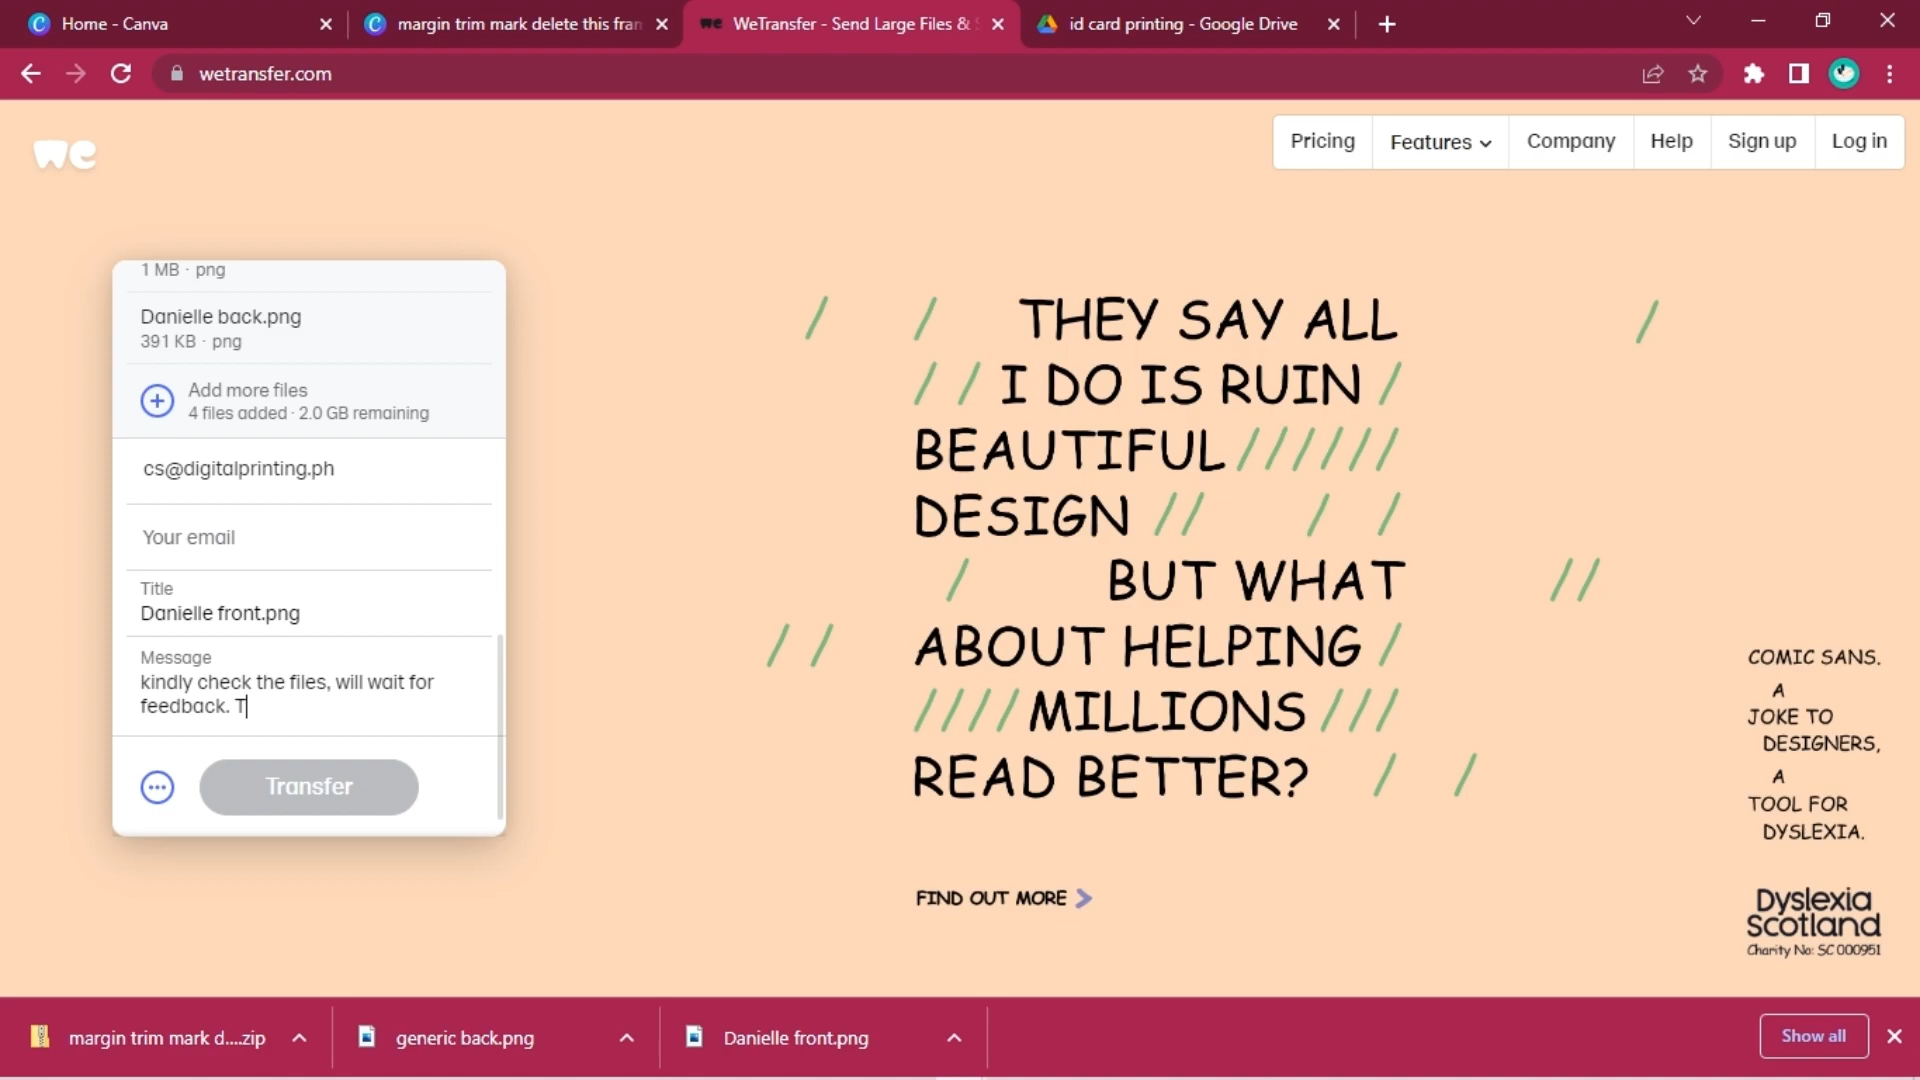 Home - Canva
margin trim mark delete this fran
WeTransfer - Send Large Files & S
id card printing - Google Drive
wetransfer.com
we
Pricing
Features
Company
Help
Sign up
Log in
1 MB · png
Danielle back.png
391 KB · png
Add more files
4 files added · 2.0 GB remaining
cs@digitalprinting.ph
Your email
Title
Danielle front.png
Message
kindly check the files, will wait for
feedback. T
Transfer
/ / THEY SAY ALL /
/ / I DO IS RUIN /
BEAUTIFUL //////
DESIGN // / /
/ BUT WHAT //
/ / ABOUT HELPING /
//// MILLIONS ///
READ BETTER? / /
FIND OUT MORE
COMIC SANS.
A
JOKE TO
DESIGNERS,
A
TOOL FOR
DYSLEXIA.
Dyslexia
Scotland
Charity No: SC 000951
margin trim mark d....zip
generic back.png
Danielle front.png
Show all